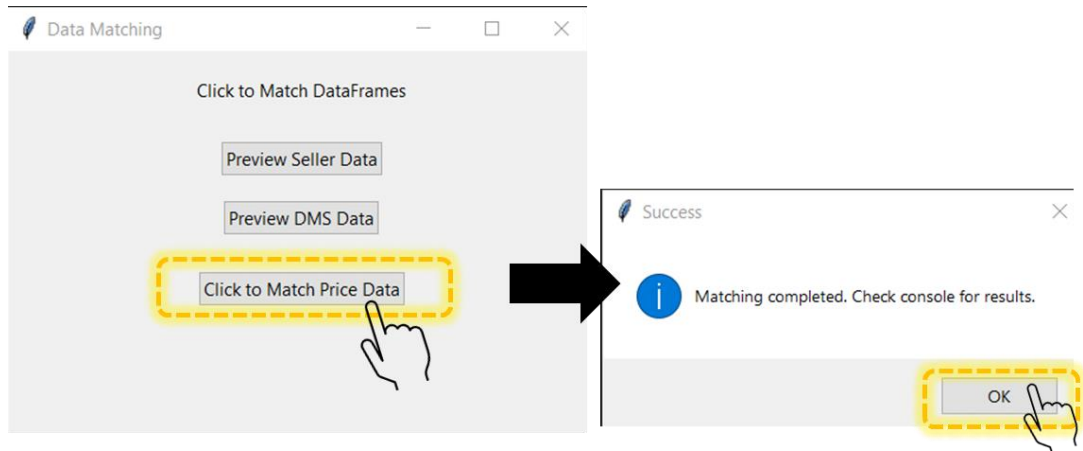 Data Matching
Click to Match DataFrames
Preview Seller Data
Preview DMS Data
Click to Match Price Data
Success
Matching completed. Check console for results.
OK